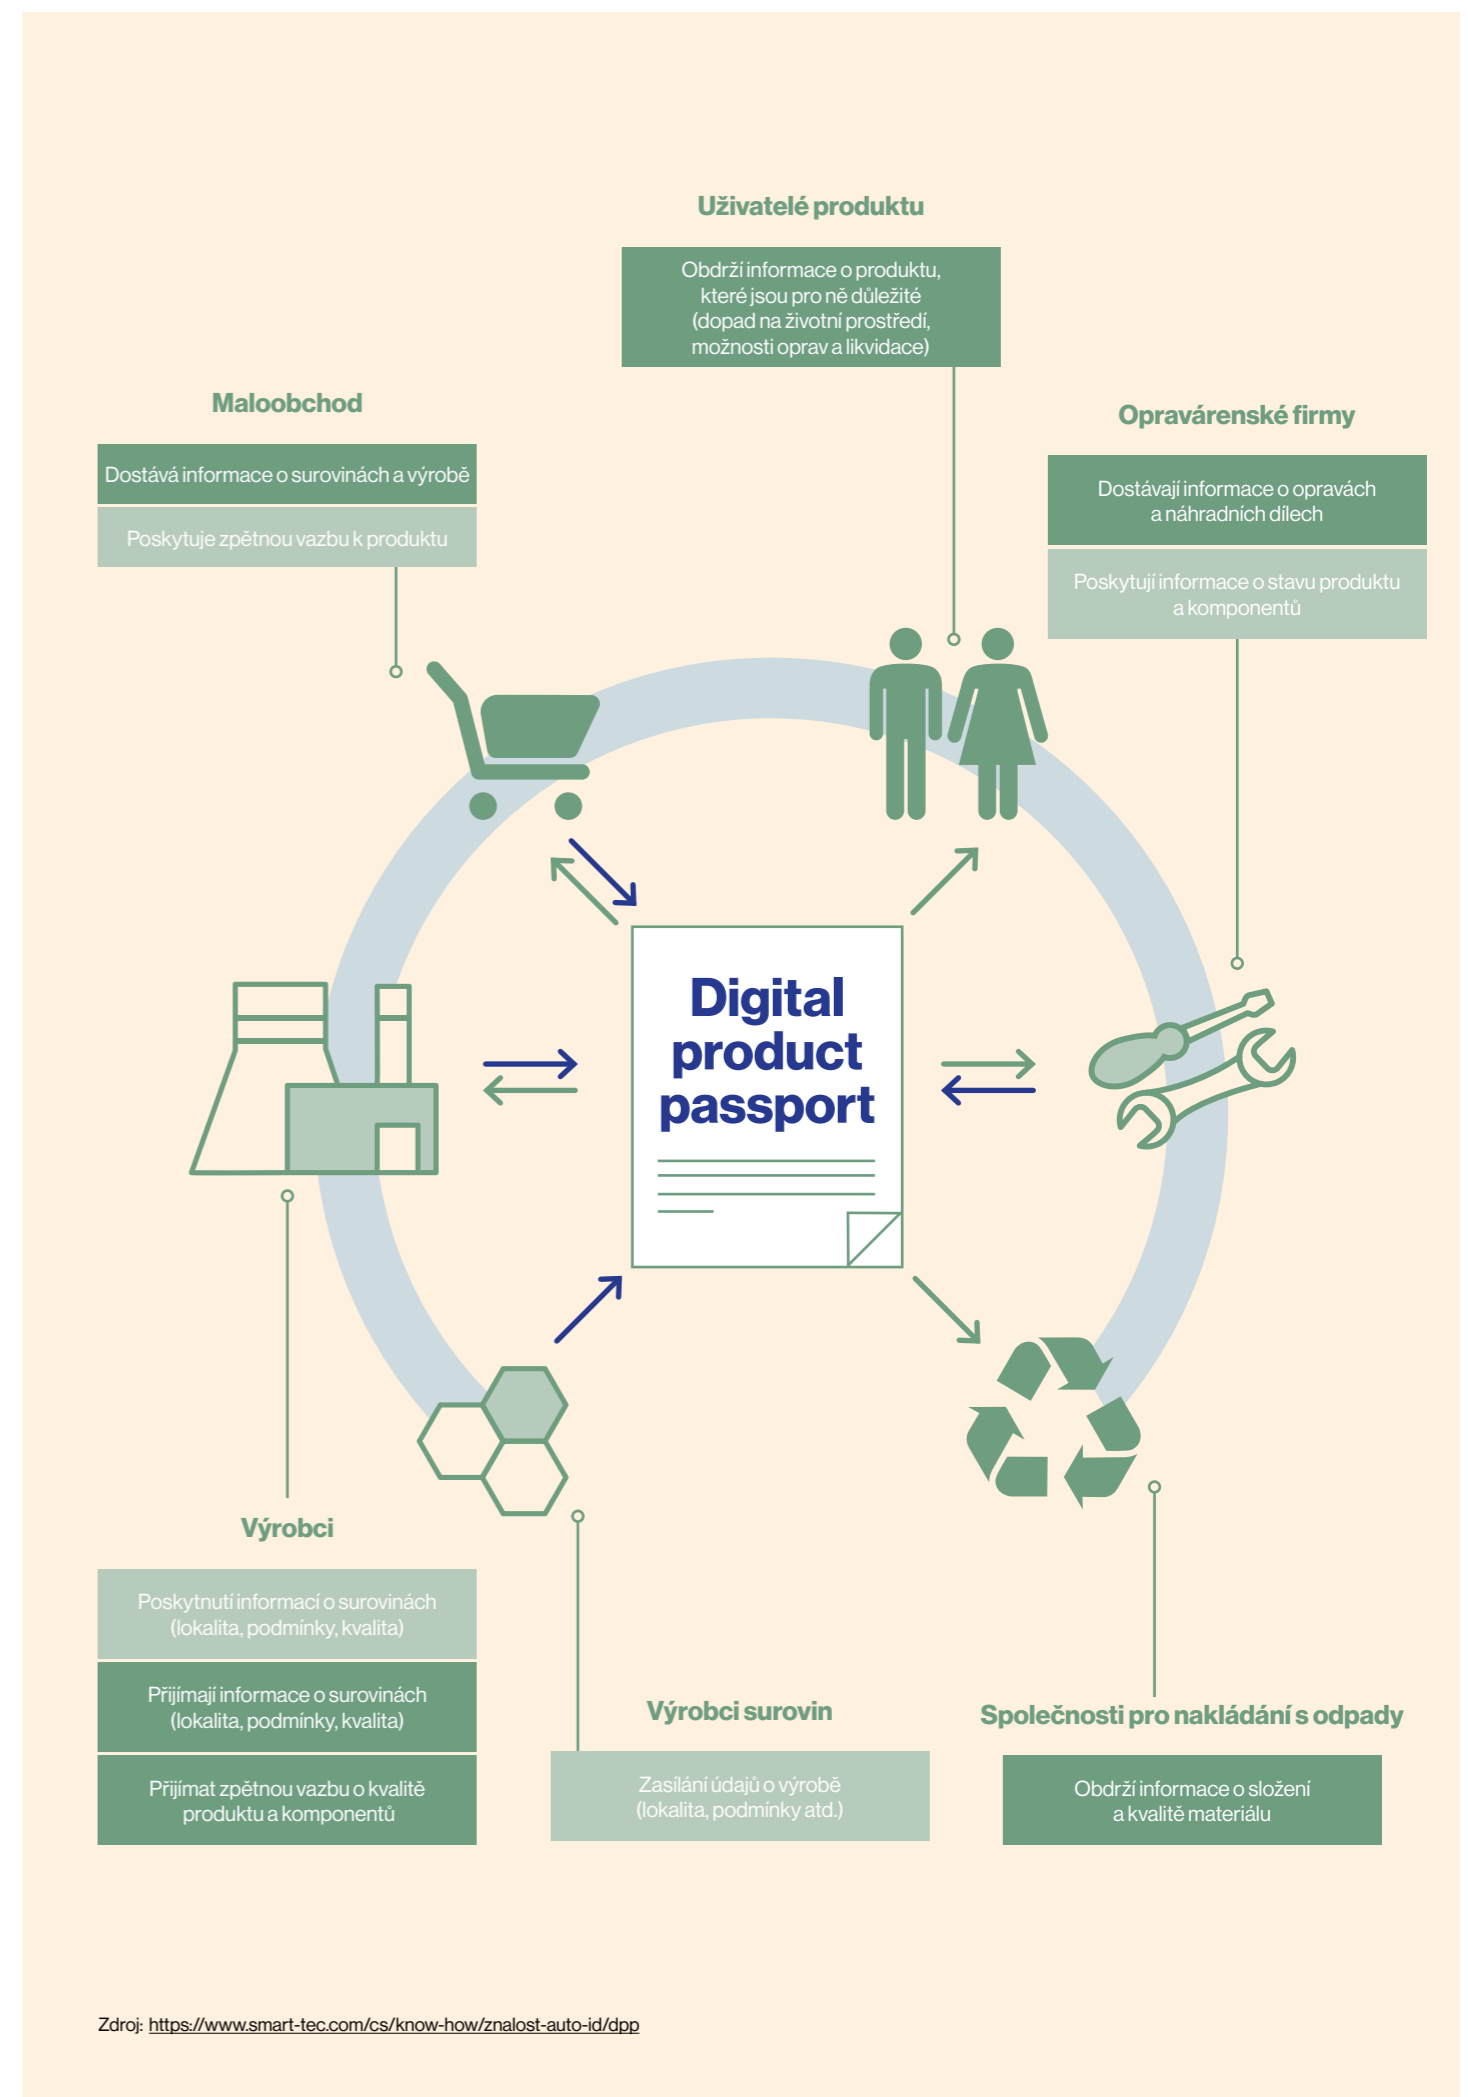 Uživatelé produktu
Obdrží informace o produktu,
které jsou pro ně důležité
(dopad na životní prostředí,
možnosti oprav a likvidace)
Maloobchod
Dostává informace o surovinách a výrobě
Poskytuje zpětnou vazbu k produktu
Opravárenské firmy
Dostávají informace o opravách
a náhradních dílech
Poskytují informace o stavu produktu
a komponentů
Digital
product
passport
Výrobci
Poskytnutí informací o surovinách
(lokalita, podmínky, kvalita)
Přijímají informace o surovinách
(lokalita, podmínky, kvalita)
Přijímat zpětnou vazbu o kvalitě
produktu a komponentů
Výrobci surovin
Zasílání údajů o výrobě
(lokalita, podmínky atd.)
Společnosti pro nakládání s odpady
Obdrží informace o složení
a kvalitě materiálu
Zdroj: https://www.smart-tec.com/cs/know-how/znalost-auto-id/dpp